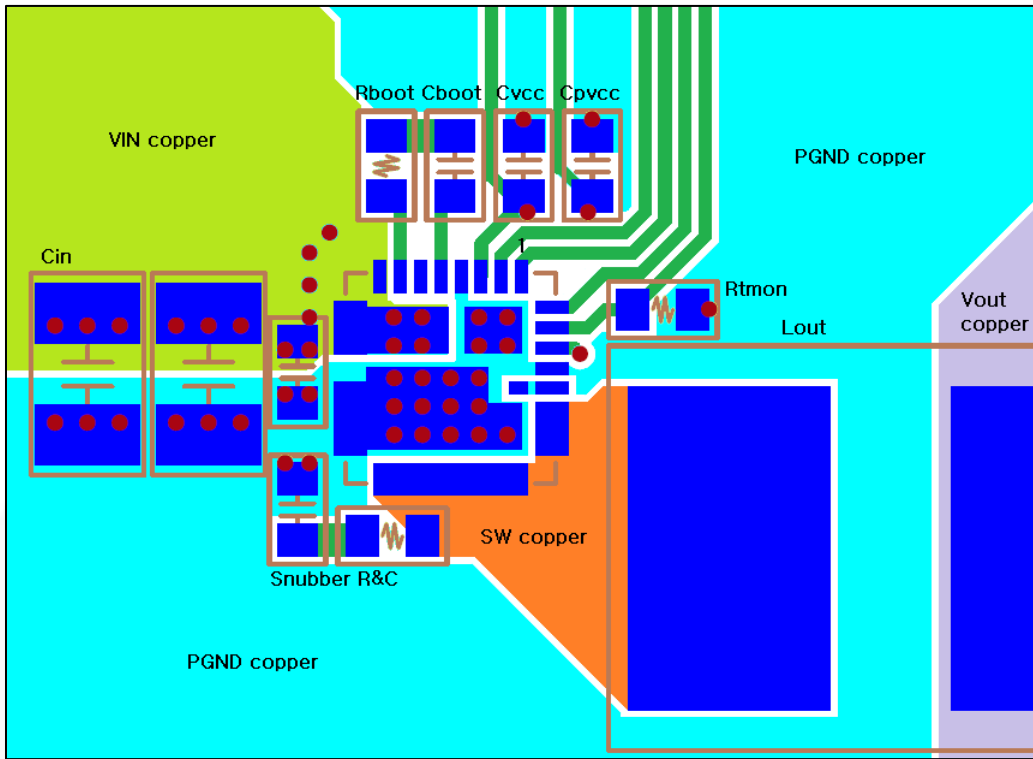 Rboot Cboot Cvcc Cpvcc
VIN copper
PGND copper
1
Cin
Rtmon
Vout
copper
Lout
SW copper
Snubber R&C
PGND copper